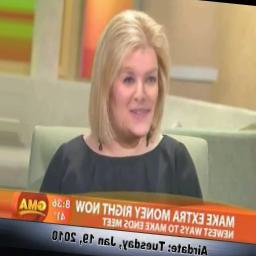 MAKE EXTRA MONEY RIGHT NOW
NEWEST WAYS TO MAKE ENDS MEET
8:36
41°
GMA
Airdate: Tuesday, Jan 19, 2010